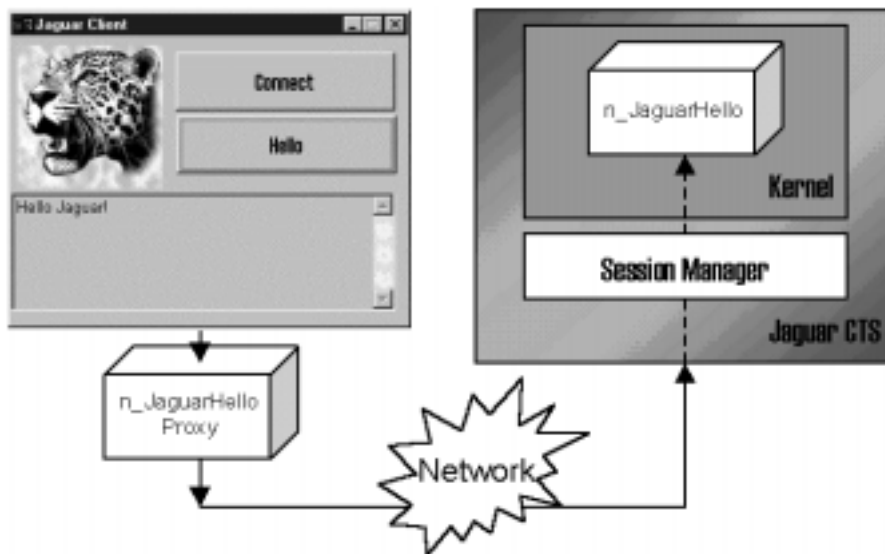 Jaguar Client
Connect
Hello
Hello Jaguar!
n_JaguarHello
Proxy
Network
n_JaguarHello
Kernel
Session Manager
Jaguar CTS